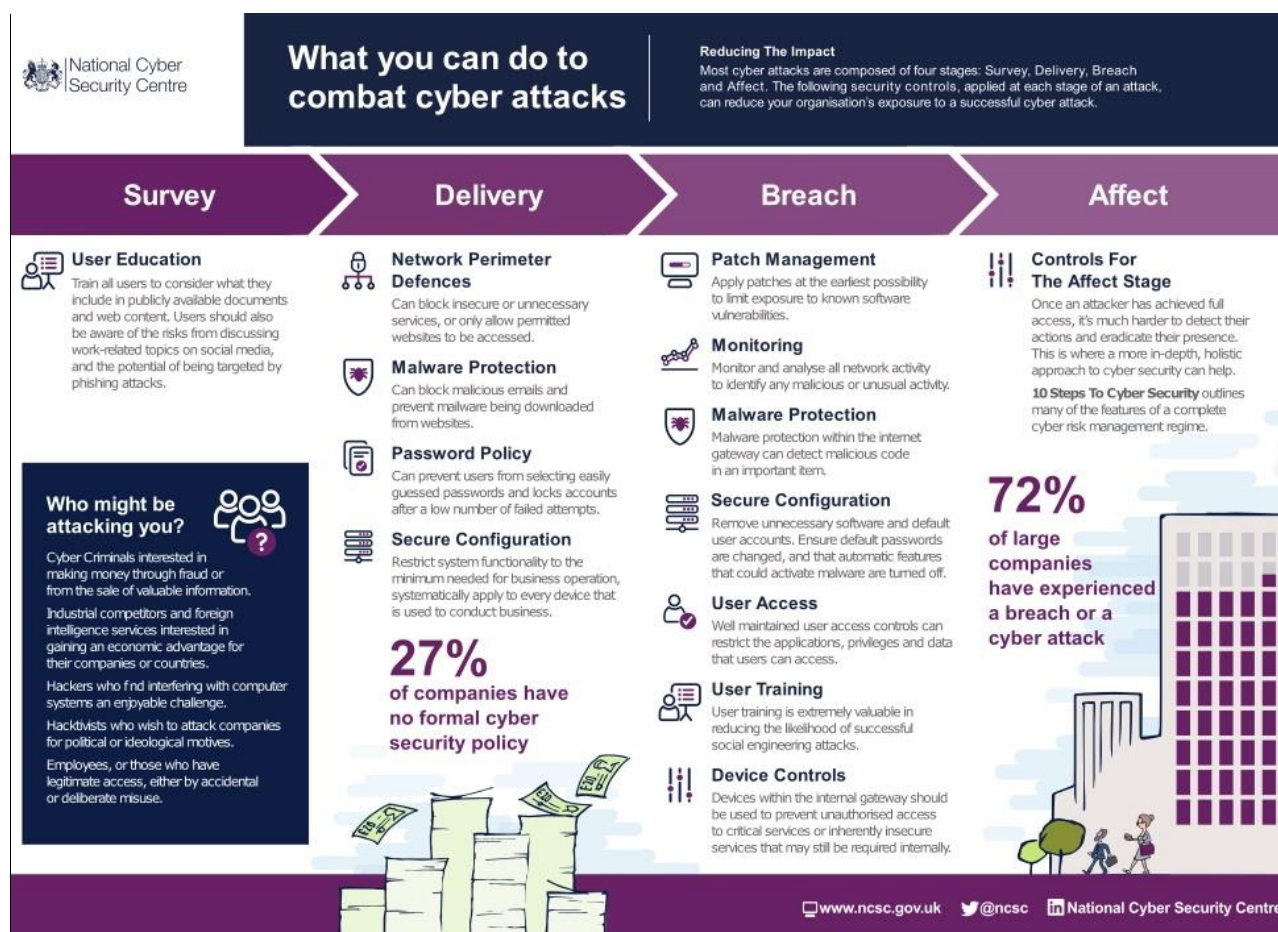 National Cyber
Security Centre
What you can do to
combat cyber attacks
Reducing The Impact
Most cyber attacks are composed of four stages: Survey, Delivery, Breach
and Affect. The following security controls, applied at each stage of an attack,
can reduce your organisation's exposure to a successful cyber attack.
Survey
Delivery
Breach
Affect
User Education
Train all users to consider what they
include in publicly available documents
and web content. Users should also
be aware of the risks from discussing
work-related topics on social media,
and the potential of being targeted by
phishing attacks.
Who might be
attacking you?
?
Cyber Criminals interested in
making money through fraud or
from the sale of valuable information.
Industrial competitors and foreign
intelligence services interested in
gaining an economic advantage for
their companies or countries.
Hackers who find interfering with computer
systems an enjoyable challenge.
Hacktivists who wish to attack companies
for political or ideological motives.
Employees, or those who have
legitimate access, either by accidental
or deliberate misuse.
Network Perimeter
Defences
Can block insecure or unnecessary
services, or only allow permitted
websites to be accessed.
Malware Protection
Can block malicious emails and
prevent malware being downloaded
from websites.
Password Policy
Can prevent users from selecting easily
guessed passwords and locks accounts
after a low number of failed attempts.
Secure Configuration
Restrict system functionality to the
minimum needed for business operation,
systematically apply to every device that
is used to conduct business.
27%
of companies have
no formal cyber
security policy
£20
£20
£20
Patch Management
Apply patches at the earliest possibility
to limit exposure to known software
vulnerabilities.
Monitoring
Monitor and analyse all network activity
to identify any malicious or unusual activity.
Malware Protection
Malware protection within the internet
gateway can detect malicious code
in an important item.
Secure Configuration
Remove unnecessary software and default
user accounts. Ensure default passwords
are changed, and that automatic features
that could activate malware are turned off.
User Access
Well maintained user access controls can
restrict the applications, privileges and data
that users can access.
User Training
User training is extremely valuable in
reducing the likelihood of successful
social engineering attacks.
Device Controls
Devices within the internal gateway should
be used to prevent unauthorised access
to critical services or inherently insecure
services that may still be required internally.
Controls For
The Affect Stage
Once an attacker has achieved full
access, it's much harder to detect their
actions and eradicate their presence.
This is where a more in-depth, holistic
approach to cyber security can help.
10 Steps To Cyber Security outlines
many of the features of a complete
cyber risk management regime.
72%
of large
companies
have experienced
a breach or a
cyber attack
www.ncsc.gov.uk @ncsc in National Cyber Security Centre